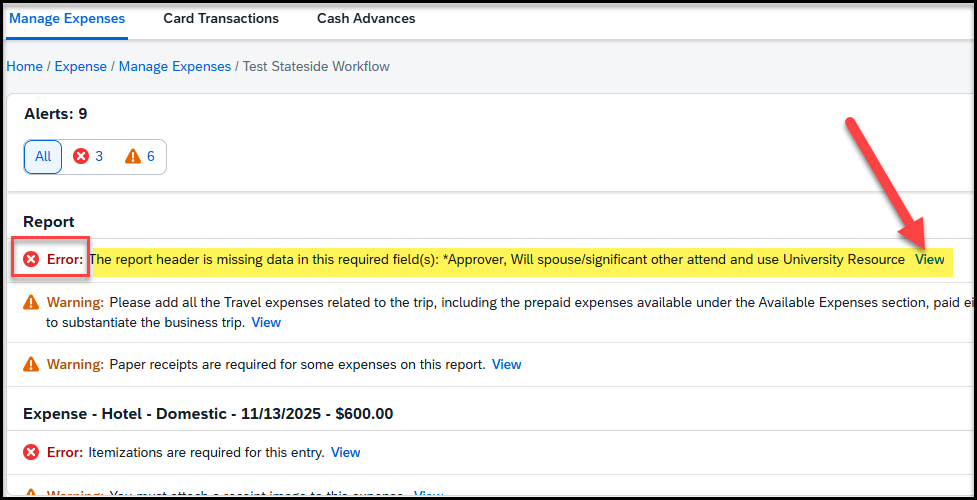 Manage Expenses Card Transactions Cash Advances
Home / Expense / Manage Expenses / Test Stateside Workflow
Alerts: 9
All 3 6
Report
Error: The report header is missing data in this required field(s): *Approver, Will spouse/significant other attend and use University Resource View
Warning: Please add all the Travel expenses related to the trip, including the prepaid expenses available under the Available Expenses section, paid ei
to substantiate the business trip. View
Warning: Paper receipts are required for some expenses on this report. View
Expense - Hotel - Domestic - 11/13/2025 - $600.00
Error: Itemizations are required for this entry. View
Warning: You must attach a receipt image to this expense. View